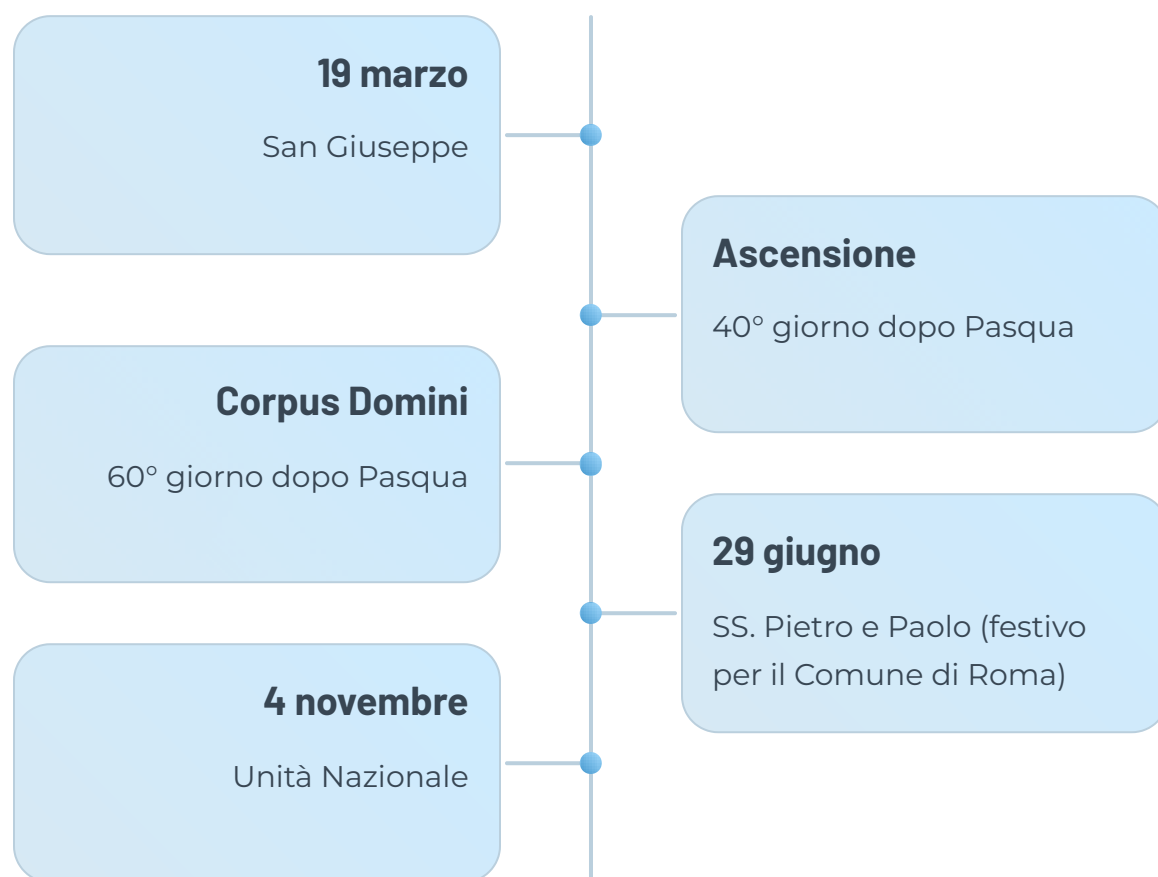 19 marzo
San Giuseppe
Ascensione
40° giorno dopo Pasqua
Corpus Domini
60° giorno dopo Pasqua
29 giugno
SS. Pietro e Paolo (festivo
per il Comune di Roma)
4 novembre
Unità Nazionale